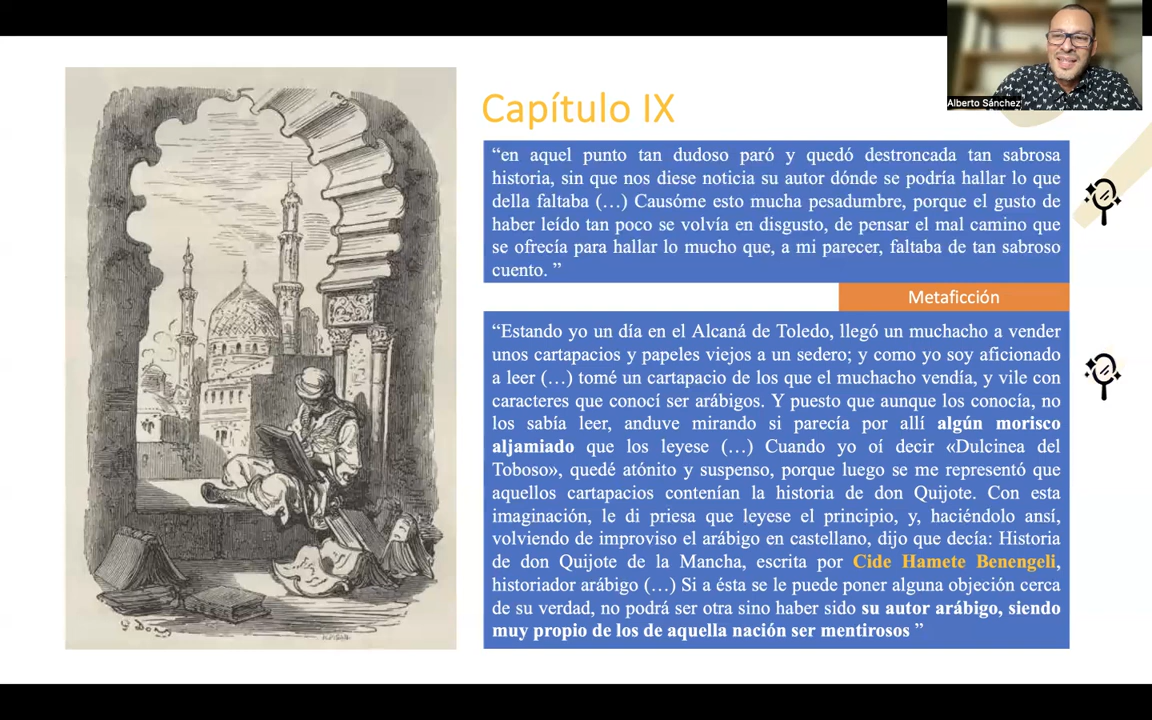 Alberto Sánchez
Capítulo IX
“en aquel punto tan dudoso paró y quedó destroncada tan sabrosa
historia, sin que nos diese noticia su autor dónde se podría hallar lo que
della faltaba (…) Causóme esto mucha pesadumbre, porque el gusto de
haber leído tan poco se volvía en disgusto, de pensar el mal camino que
se ofrecía para hallar lo mucho que, a mi parecer, faltaba de tan sabroso
cuento. ”
Metaficción
“Estando yo un día en el Alcaná de Toledo, llegó un muchacho a vender
unos cartapacios y papeles viejos a un sedero; y como yo soy aficionado
a leer (…) tomé un cartapacio de los que el muchacho vendía, y vile con
caracteres que conocí ser arábigos. Y puesto que aunque los conocía, no
los sabía leer, anduve mirando si parecía por allí algún morisco
aljamiado que los leyese (…) Cuando yo oí decir «Dulcinea del
Toboso», quedé atónito y suspenso, porque luego se me representó que
aquellos cartapacios contenían la historia de don Quijote. Con esta
imaginación, le di priesa que leyese el principio, y, haciéndolo ansí,
volviendo de improviso el arábigo en castellano, dijo que decía: Historia
de don Quijote de la Mancha, escrita por Cide Hamete Benengeli,
historiador arábigo (…) Si a ésta se le puede poner alguna objeción cerca
de su verdad, no podrá ser otra sino haber sido su autor arábigo, siendo
muy propio de los de aquella nación ser mentirosos ”